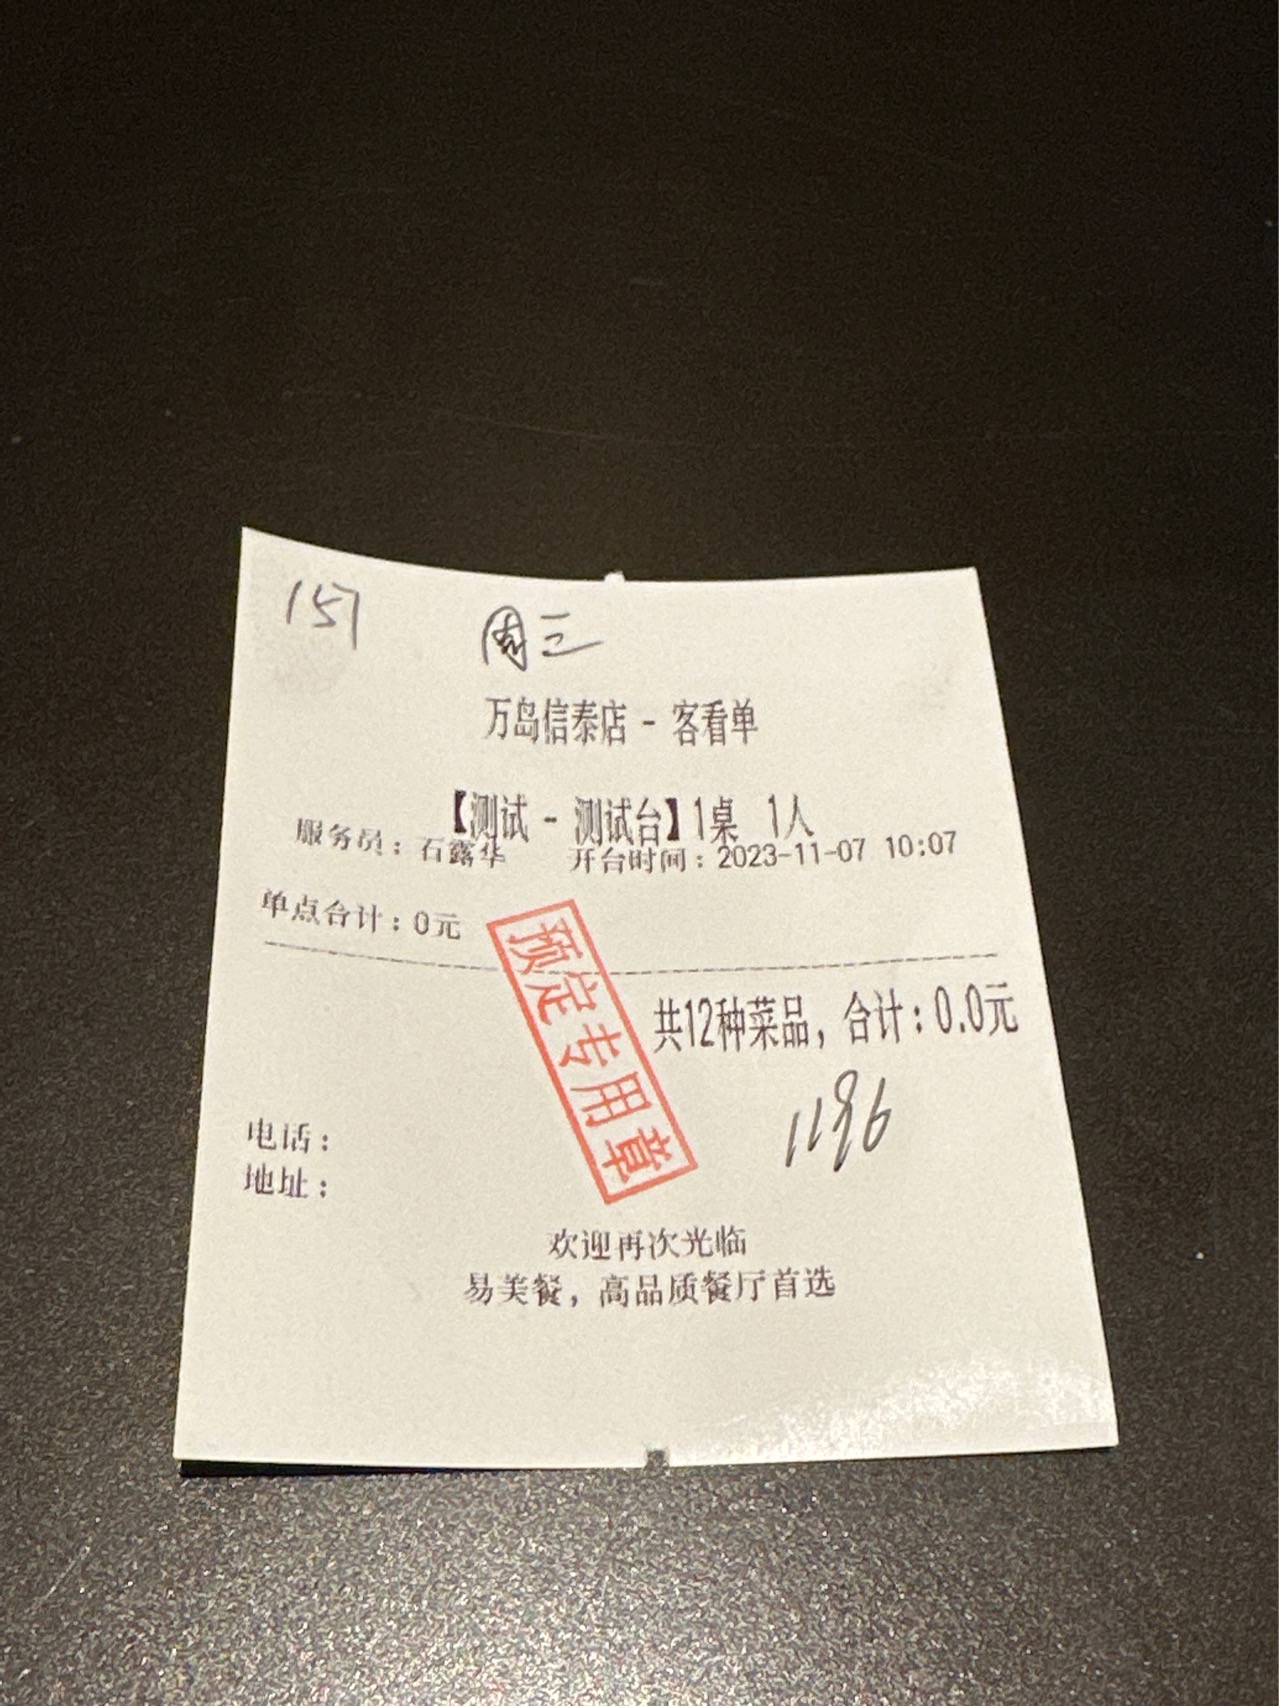 157
周三
万岛信泰店 - 客看单
【测试 - 测试台】1桌 1人
服务员：石露华 开台时间：2023-11-07 10:07
单点合计：0元
预定专用章
共12种菜品，合计：0.0元
1196
电话：
地址：
欢迎再次光临
易美餐，高品质餐厅首选